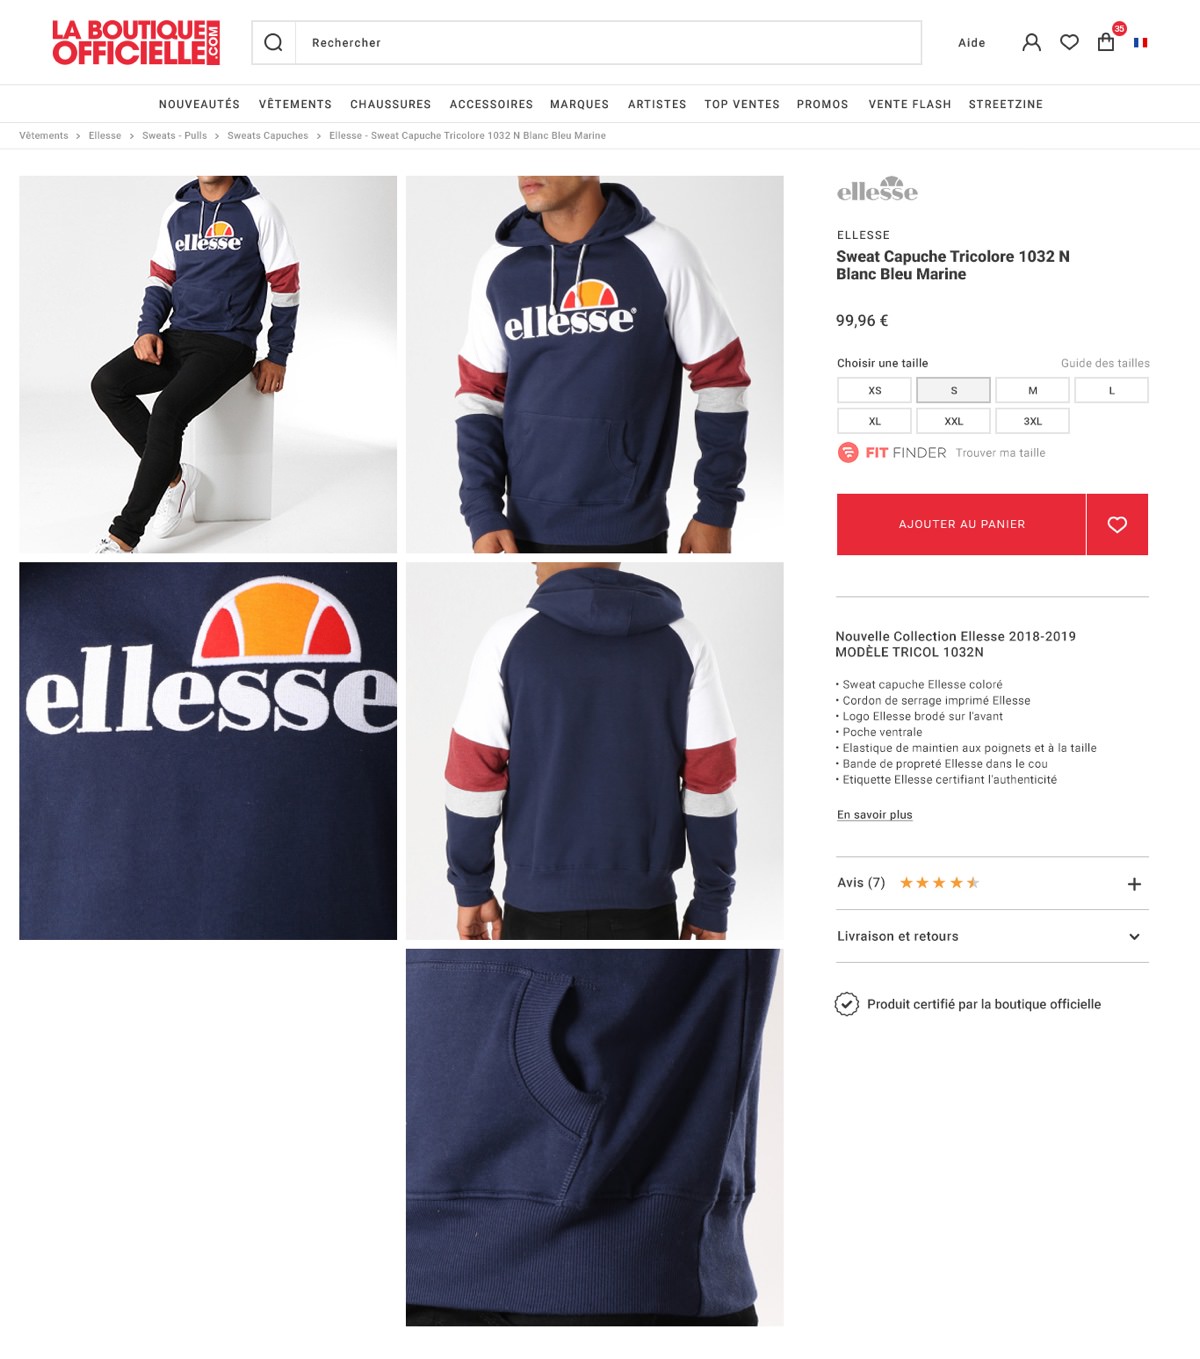 LA BOUTIQUE
OFFICIELLE
.COM
Rechercher
Aide
35
NOUVEAUTÉS VÊTEMENTS CHAUSSURES ACCESSOIRES MARQUES ARTISTES TOP VENTES PROMOS VENTE FLASH STREETZINE
Vêtements > Ellesse > Sweats - Pulls > Sweats Capuches > Ellesse - Sweat Capuche Tricolore 1032 N Blanc Bleu Marine
ellesse®
ellesse®
ellesse
ellesse
ELLESSE
Sweat Capuche Tricolore 1032 N
Blanc Bleu Marine
99,96 €
Choisir une taille Guide des tailles
XS S M L
XL XXL 3XL
FIT FINDER Trouver ma taille
AJOUTER AU PANIER
Nouvelle Collection Ellesse 2018-2019
MODÈLE TRICOL 1032N
• Sweat capuche Ellesse coloré
• Cordon de serrage imprimé Ellesse
• Logo Ellesse brodé sur l'avant
• Poche ventrale
• Elastique de maintien aux poignets et à la taille
• Bande de propreté Ellesse dans le cou
• Etiquette Ellesse certifiant l'authenticité
En savoir plus
Avis (7)
Livraison et retours
Produit certifié par la boutique officielle